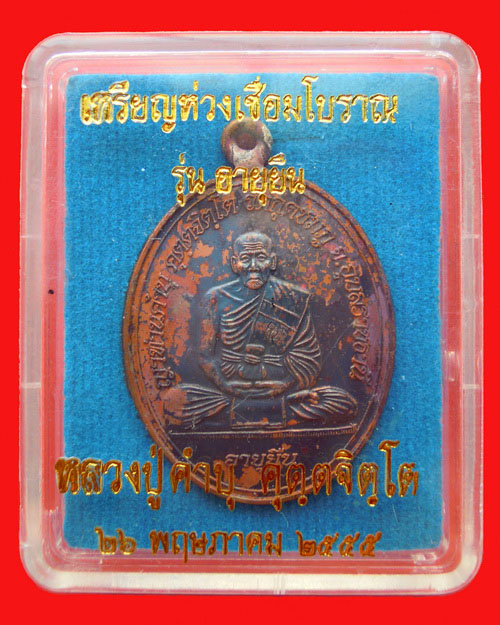 เหรียญห่วงเชื่อมโบราณ
รุ่น อายุยืน
อายุยืน
หลวงปู่คำบุ คุตฺตจิตฺโต
๒๖ พฤษภาคม ๒๕๕๕